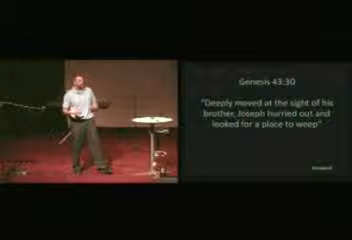 Genesis 43:30
"Deeply moved at the sight of his
brother, Joseph hurried out and
looked for a place to weep"